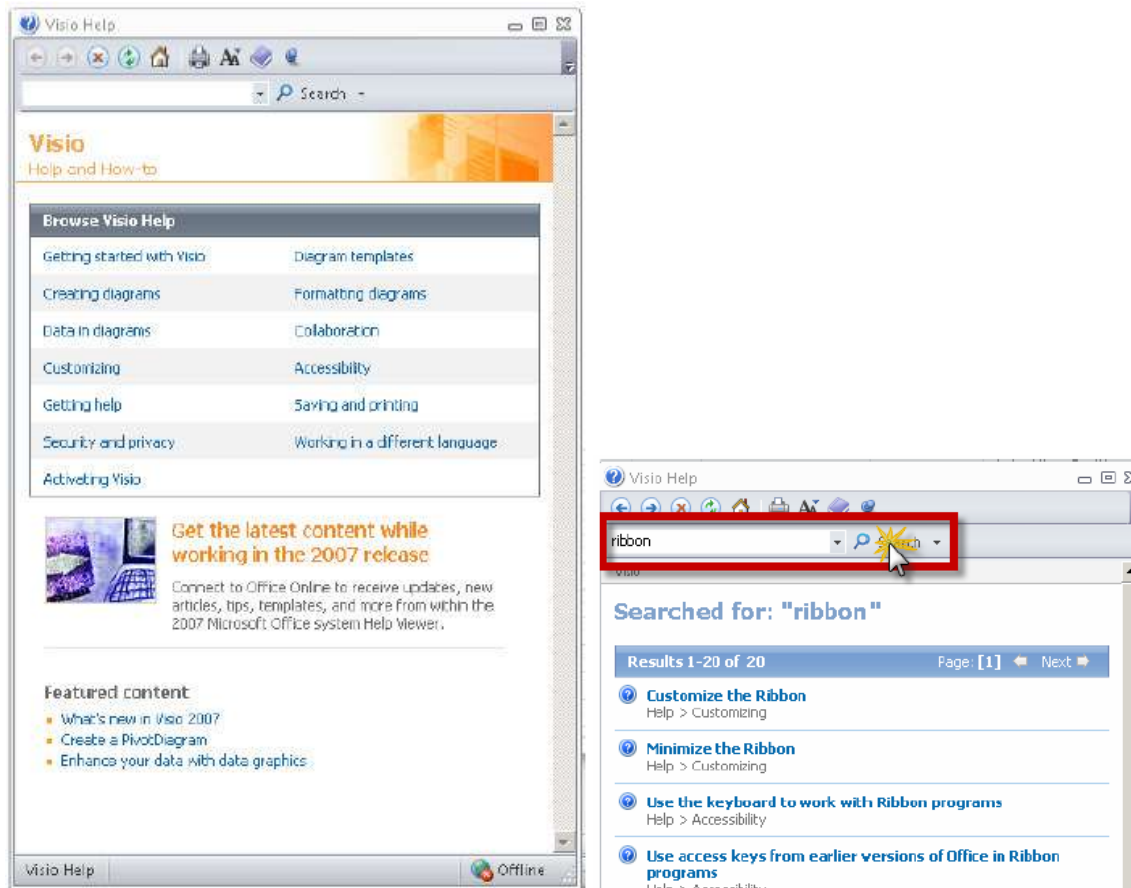 Visio Help
Search
Visio
Help and How-to
Browse Visio Help
Getting started with Visio Diagram templates
Creating diagrams Formatting diagrams
Data in diagrams Collaboration
Customizing Accessibility
Getting help Saving and printing
Security and privacy Working in a different language
Activating Visio
Get the latest content while
working in the 2007 release
Connect to Office Online to receive updates, new
articles, tips, templates, and more from within the
2007 Microsoft Office system Help Viewer.
Featured content
What's new in Visio 2007
Create a PivotDiagram
Enhance your data with data graphics
Visio Help Offline
Visio Help
ribbon Search
Visio
Searched for: "ribbon"
Results 1-20 of 20 Page: [1] Next
Customize the Ribbon
Help > Customizing
Minimize the Ribbon
Help > Customizing
Use the keyboard to work with Ribbon programs
Help > Accessibility
Use access keys from earlier versions of Office in Ribbon
programs
Help > Accessibility